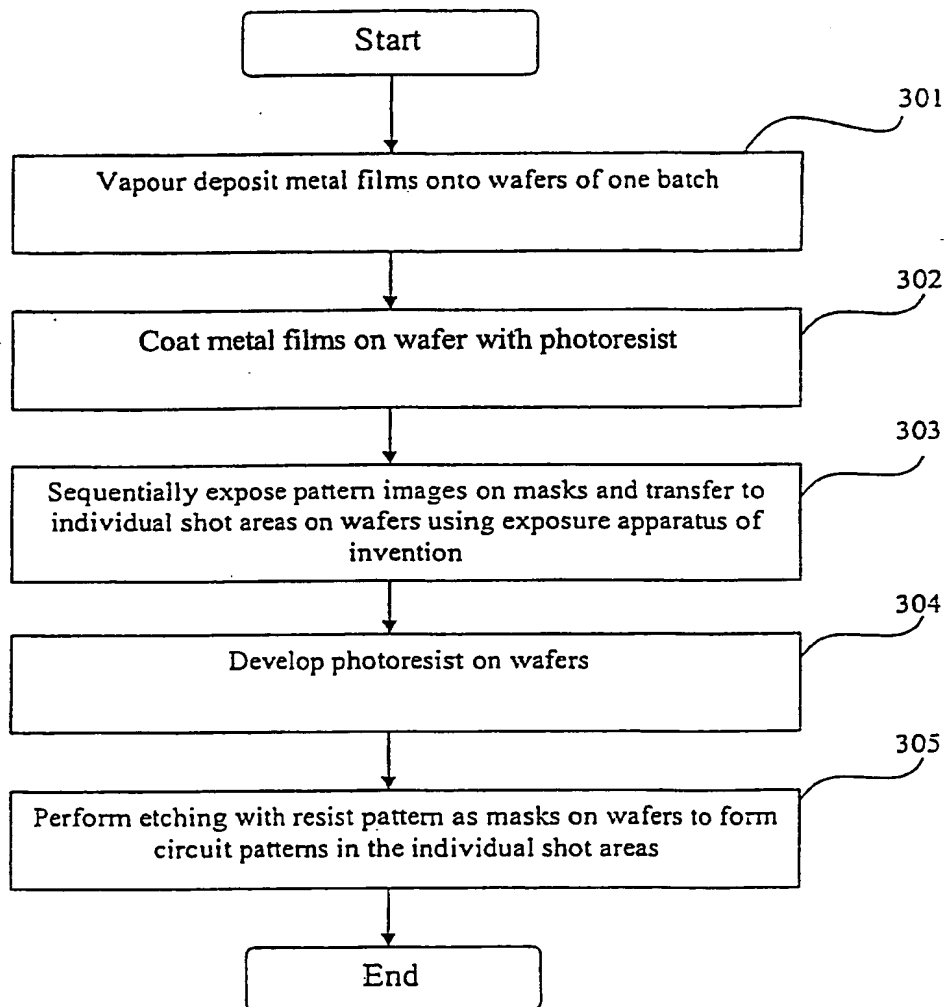 Start
301
Vapour deposit metal films onto wafers of one batch
302
Coat metal films on wafer with photoresist
303
Sequentially expose pattern images on masks and transfer to
individual shot areas on wafers using exposure apparatus of
invention
304
Develop photoresist on wafers
305
Perform etching with resist pattern as masks on wafers to form
circuit patterns in the individual shot areas
End